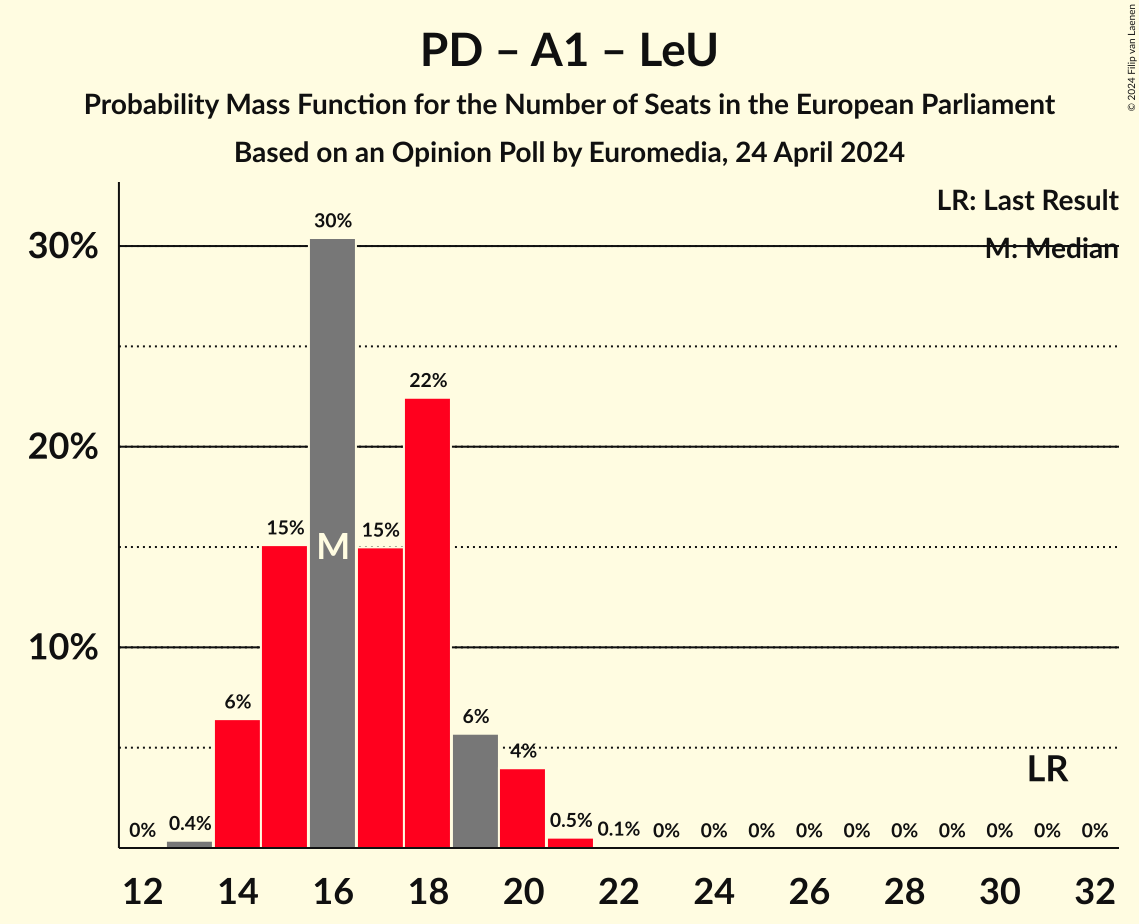 PD – A1 – LeU
Probability Mass Function for the Number of Seats in the European Parliament
Based on an Opinion Poll by Euromedia, 24 April 2024
© 2024 Filip van Laenen
LR: Last Result
M: Median
30%
20%
10%
0%
0.4%
6%
15%
30%
15%
22%
6%
4%
0.5%
0.1%
0%
0%
0%
0%
0%
0%
0%
0%
0%
0%
M
LR
12 14 16 18 20 22 24 26 28 30 32